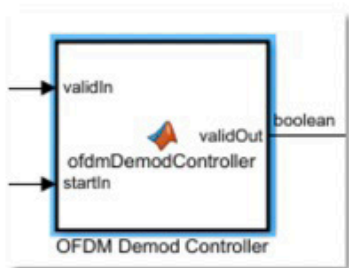 validIn
boolean
validOut
ofdmDemodController
startIn
OFDM Demod Controller